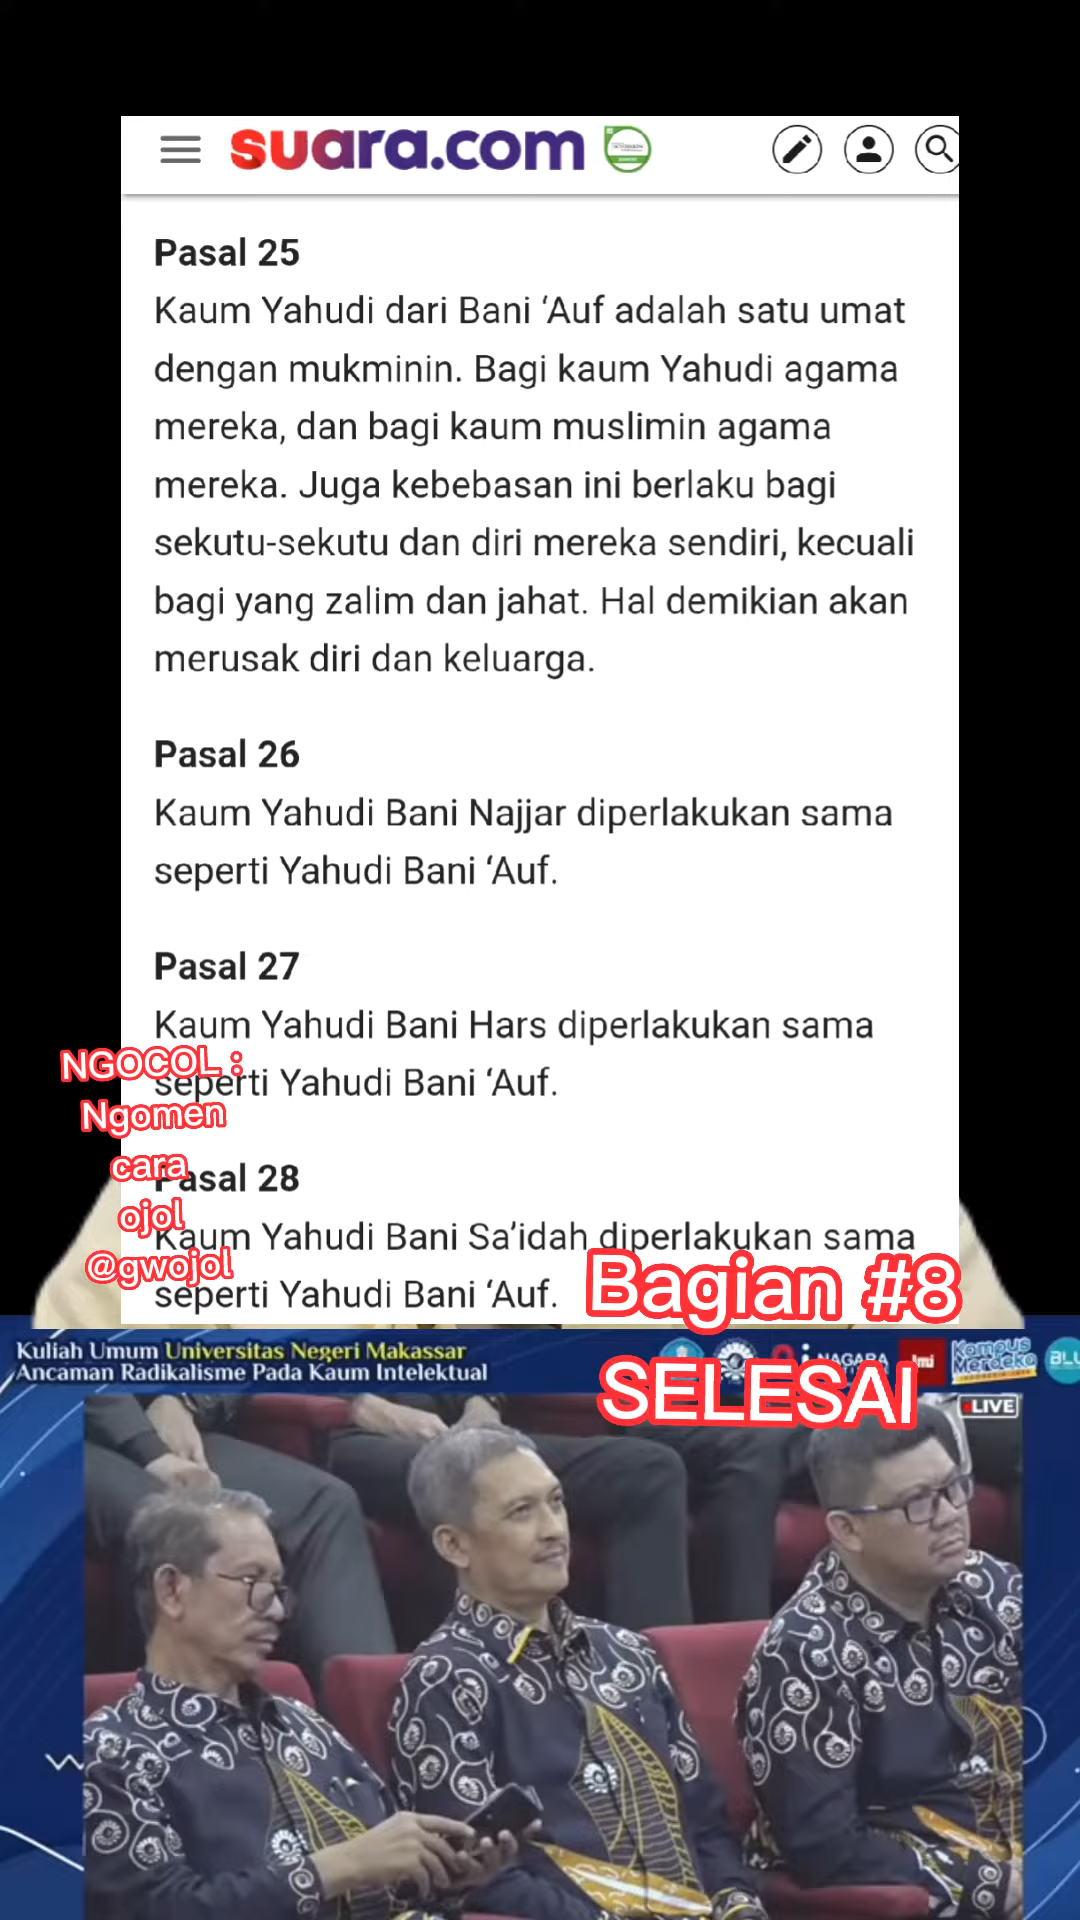 suara.com
Pasal 25
Kaum Yahudi dari Bani ‘Auf adalah satu umat
dengan mukminin. Bagi kaum Yahudi agama
mereka, dan bagi kaum muslimin agama
mereka. Juga kebebasan ini berlaku bagi
sekutu-sekutu dan diri mereka sendiri, kecuali
bagi yang zalim dan jahat. Hal demikian akan
merusak diri dan keluarga.
Pasal 26
Kaum Yahudi Bani Najjar diperlakukan sama
seperti Yahudi Bani ‘Auf.
Pasal 27
Kaum Yahudi Bani Hars diperlakukan sama
seperti Yahudi Bani ‘Auf.
Pasal 28
Kaum Yahudi Bani Sa’idah diperlakukan sama
seperti Yahudi Bani ‘Auf.
NGOCOL :
Ngomen
cara
ojol
@gwojol
Bagian #8
SELESAI
Kuliah Umum Universitas Negeri Makassar
Ancaman Radikalisme Pada Kaum Intelektual
NAGARA
Kampus
Merdeka
INDONESIA JAYA
BLU
LIVE